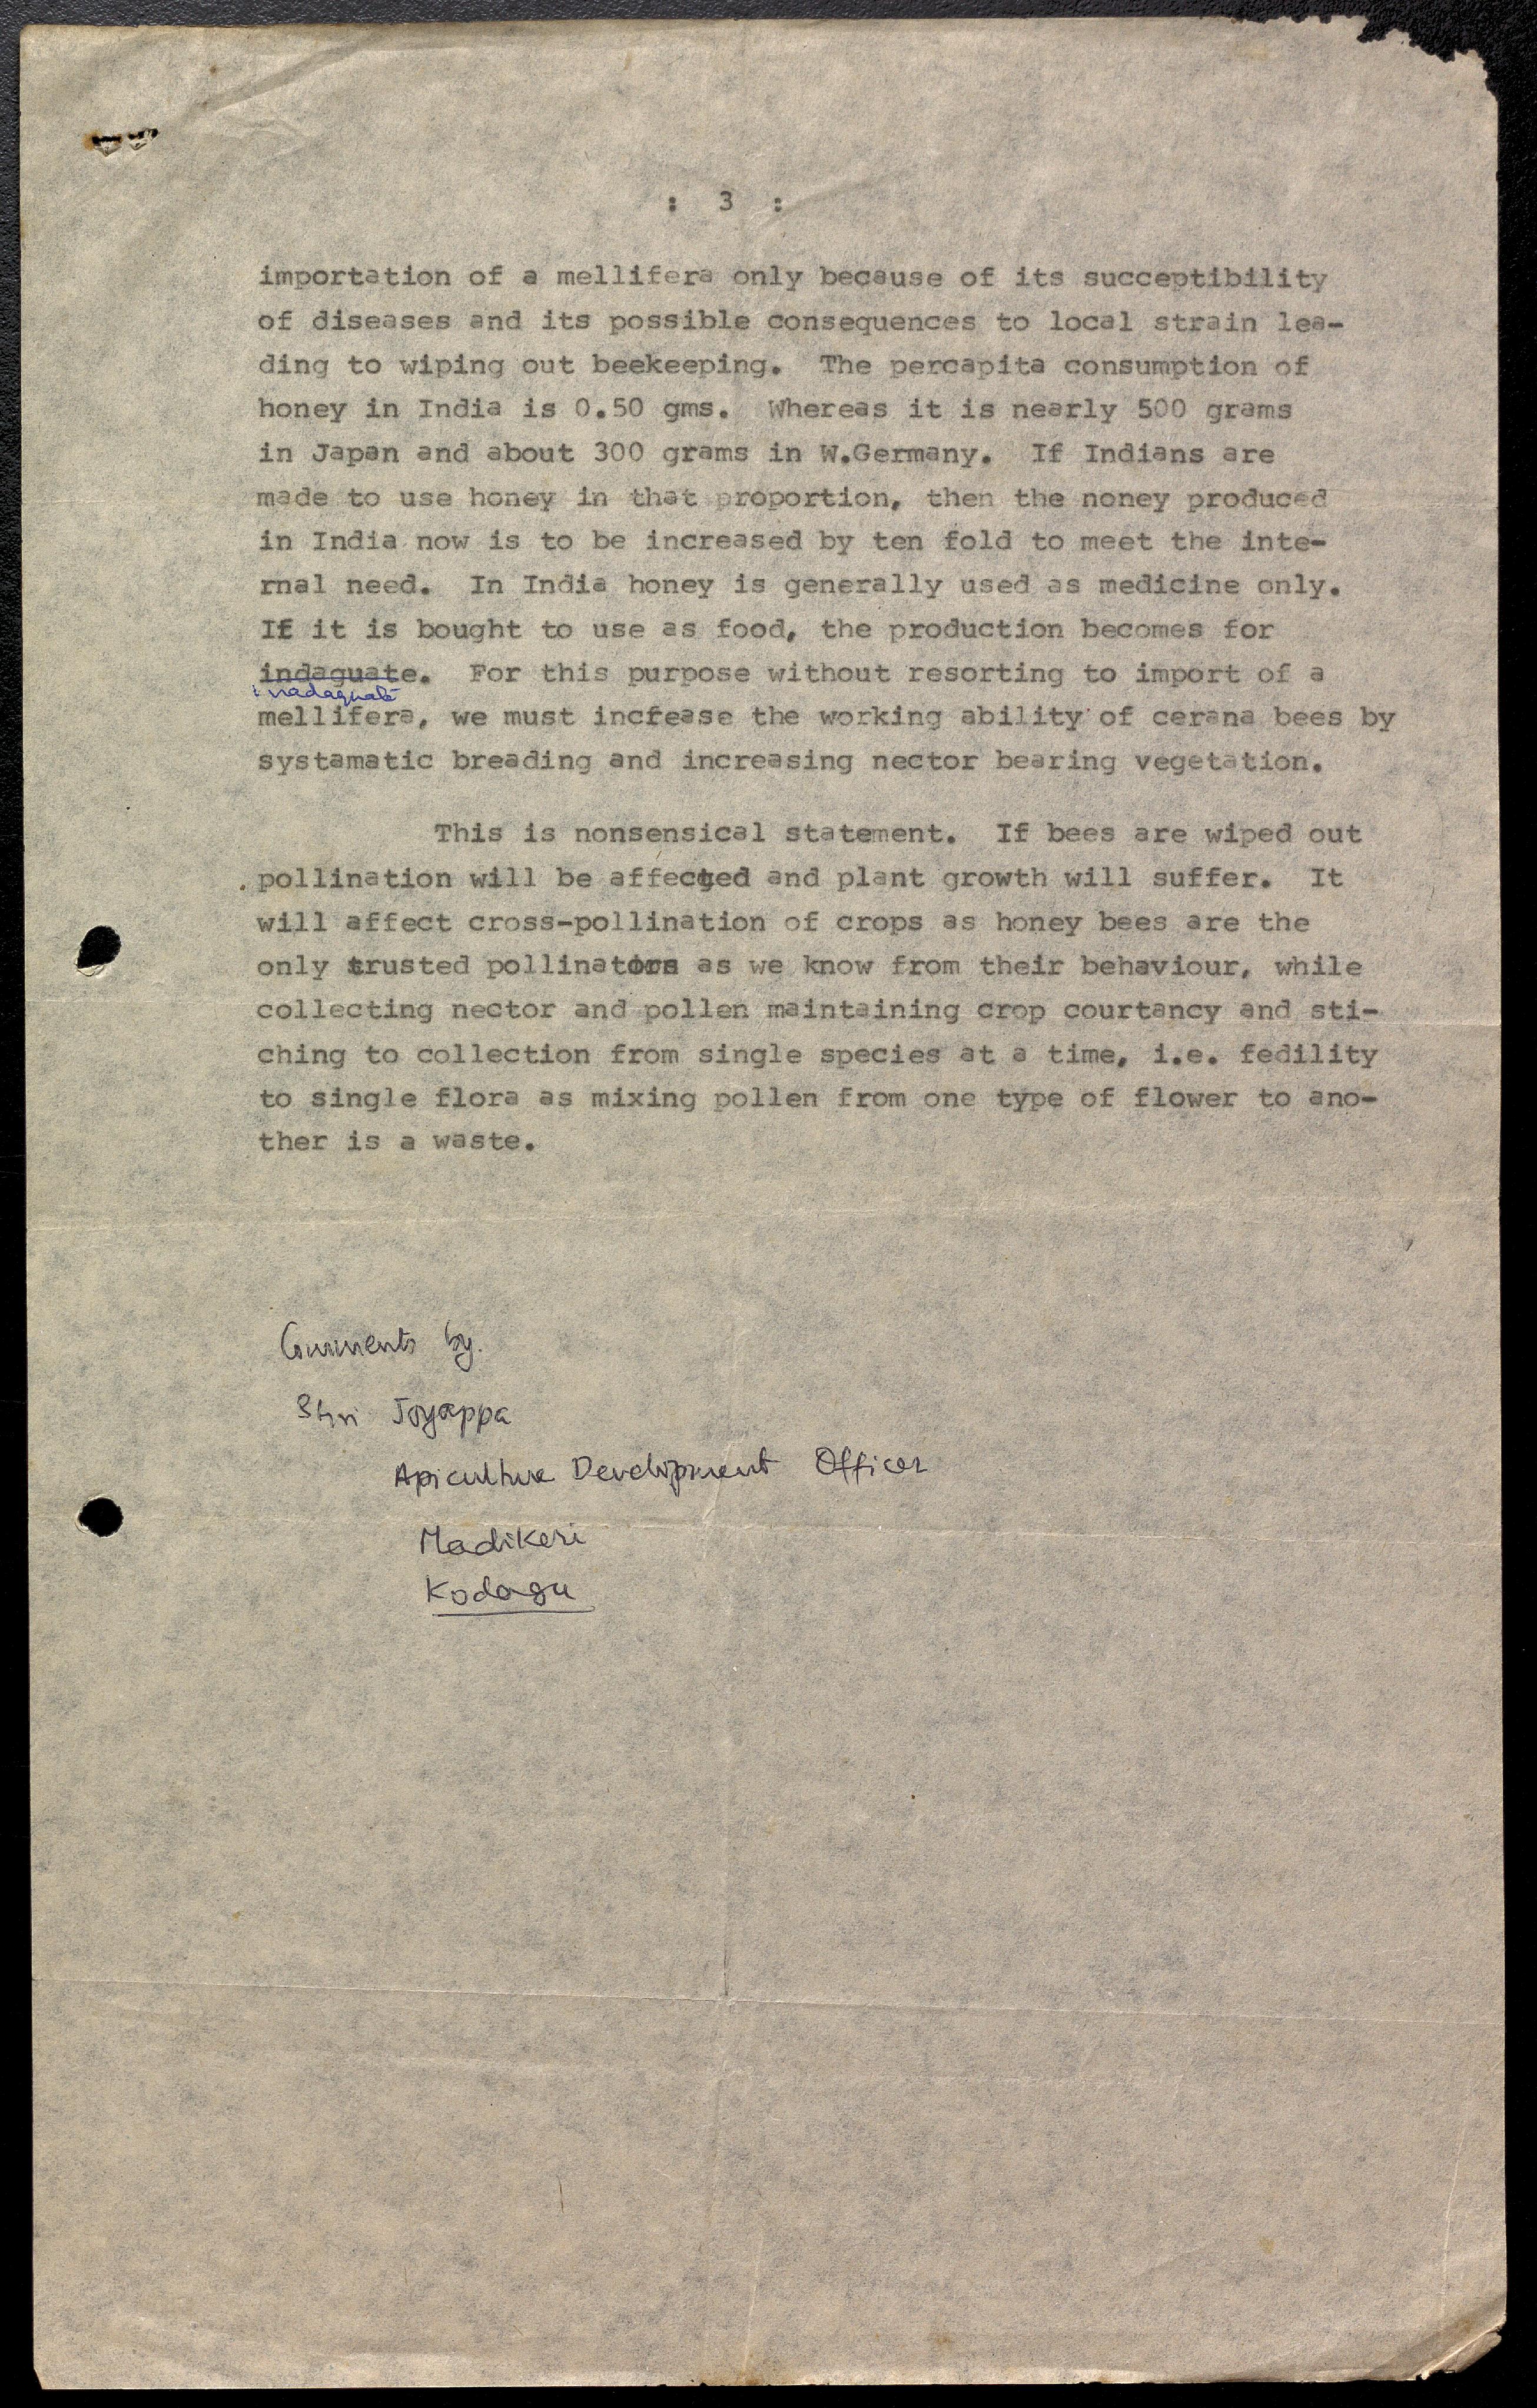 : 3 :
importation of a mellifera only because of its succeptibility
of diseases and its possible consequences to local strain lea-
ding to wiping out beekeeping. The percapita consumption of
honey in India is 0.50 gms. Whereas it is nearly 500 grams
in Japan and about 300 grams in W.Germany. If Indians are
made to use honey in that proportion, then the noney produced
in India now is to be increased by ten fold to meet the inte-
rnal need. In India honey is generally used as medicine only.
If it is bought to use as food, the production becomes for
indaguate. For this purpose without resorting to import of a
inadaquate
mellifera, we must increase the working ability of cerana bees by
systamatic breading and increasing nector bearing vegetation.
This is nonsensical statement. If bees are wiped out
pollination will be affected and plant growth will suffer. It
will affect cross-pollination of crops as honey bees are the
only trusted pollinators as we know from their behaviour, while
collecting nector and pollen maintaining crop courtancy and sti-
ching to collection from single species at a time, i.e. fedility
to single flora as mixing pollen from one type of flower to ano-
ther is a waste.
Comments by.
Shri Joyappa
Apiculture Development Officer
Madikeri
Kodagu